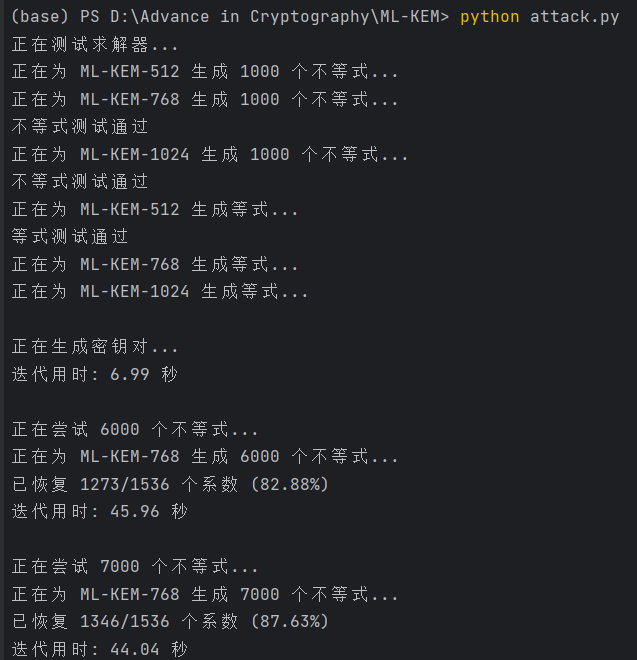 (base) PS D:\Advance in Cryptography\ML-KEM> python attack.py
正在测试求解器...
正在为 ML-KEM-512 生成 1000 个不等式...
正在为 ML-KEM-768 生成 1000 个不等式...
不等式测试通过
正在为 ML-KEM-1024 生成 1000 个不等式...
不等式测试通过
正在为 ML-KEM-512 生成等式...
等式测试通过
正在为 ML-KEM-768 生成等式...
正在为 ML-KEM-1024 生成等式...
正在生成密钥对...
迭代用时: 6.99 秒
正在尝试 6000 个不等式...
正在为 ML-KEM-768 生成 6000 个不等式...
已恢复 1273/1536 个系数 (82.88%)
迭代用时: 45.96 秒
正在尝试 7000 个不等式...
正在为 ML-KEM-768 生成 7000 个不等式...
已恢复 1346/1536 个系数 (87.63%)
迭代用时: 44.04 秒